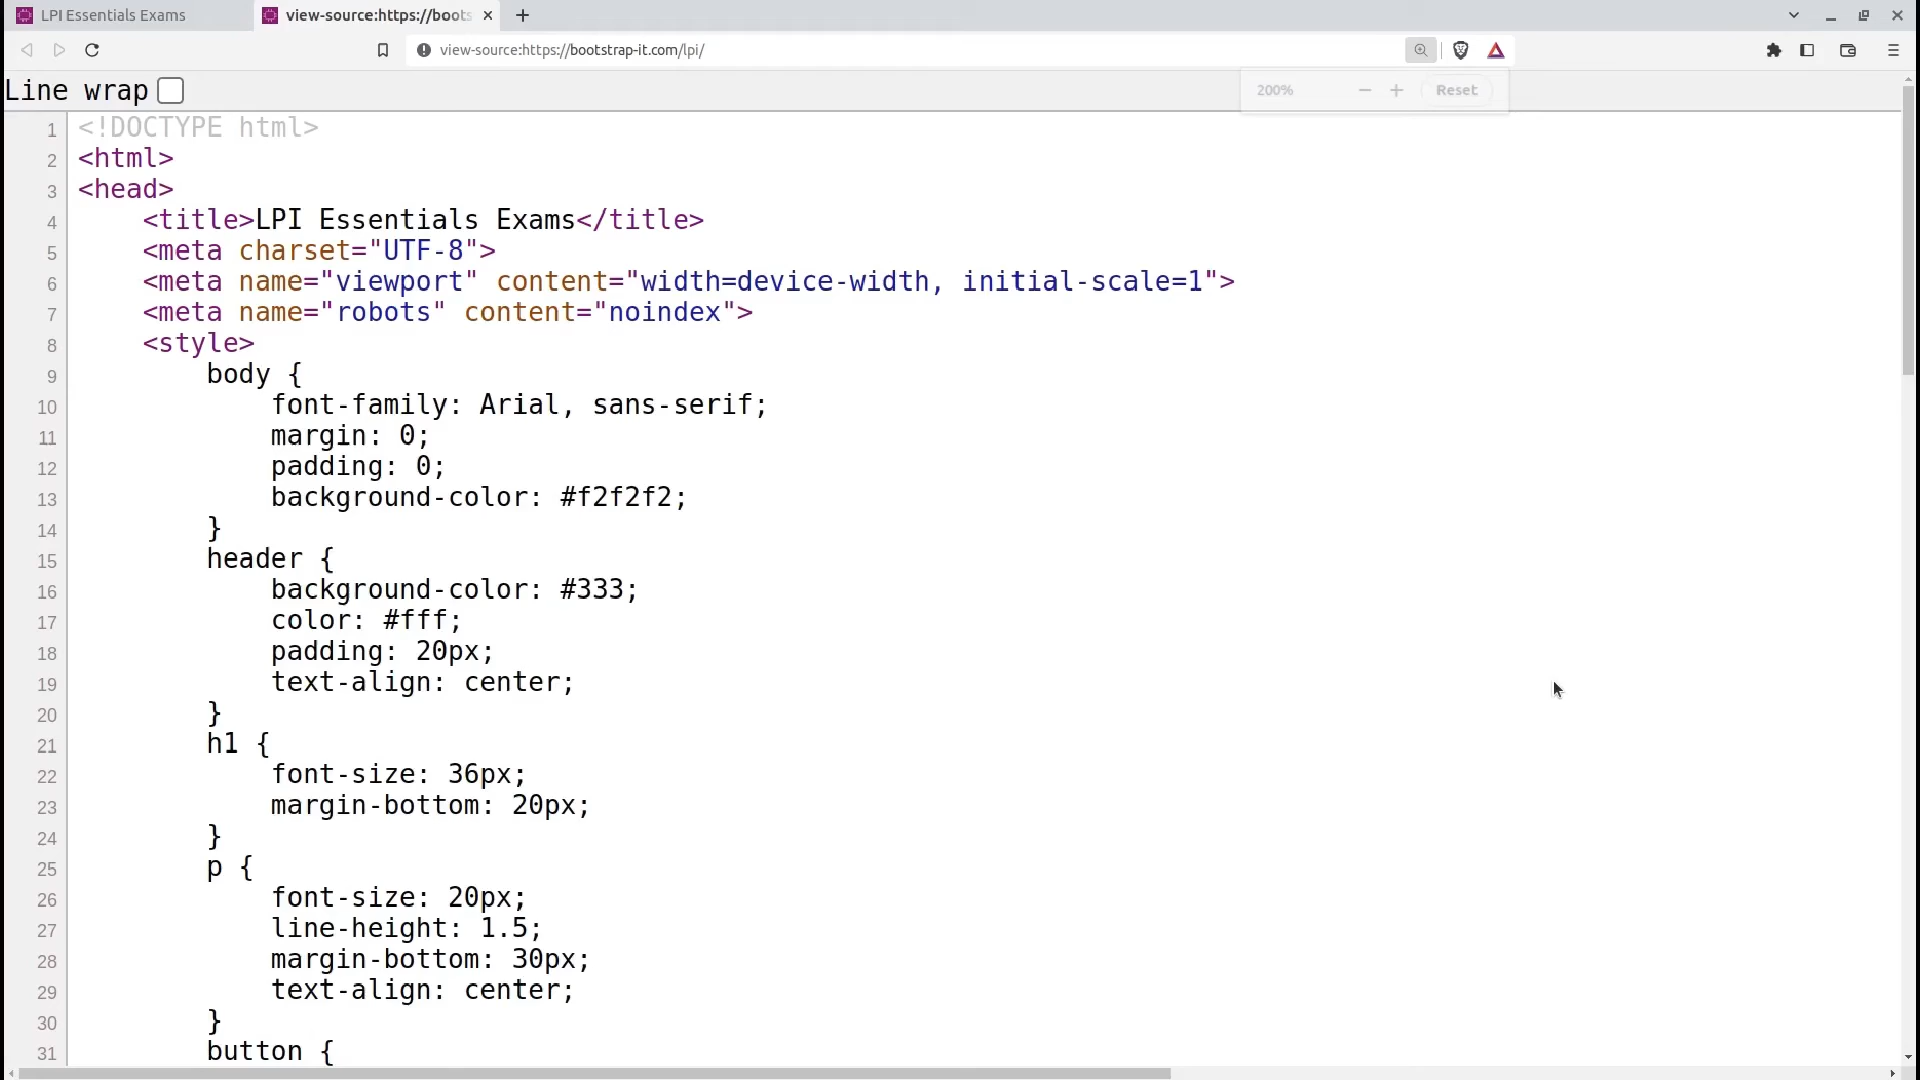 LPI Essentials Exams
view-source:https://boots
view-source:https://bootstrap-it.com/lpi/
Line wrap
200%
Reset
1 <!DOCTYPE html>
2 <html>
3 <head>
4 <title>LPI Essentials Exams</title>
5 <meta charset="UTF-8">
6 <meta name="viewport" content="width=device-width, initial-scale=1">
7 <meta name="robots" content="noindex">
8 <style>
9 body {
10 font-family: Arial, sans-serif;
11 margin: 0;
12 padding: 0;
13 background-color: #f2f2f2;
14 }
15 header {
16 background-color: #333;
17 color: #fff;
18 padding: 20px;
19 text-align: center;
20 }
21 h1 {
22 font-size: 36px;
23 margin-bottom: 20px;
24 }
25 p {
26 font-size: 20px;
27 line-height: 1.5;
28 margin-bottom: 30px;
29 text-align: center;
30 }
31 button {